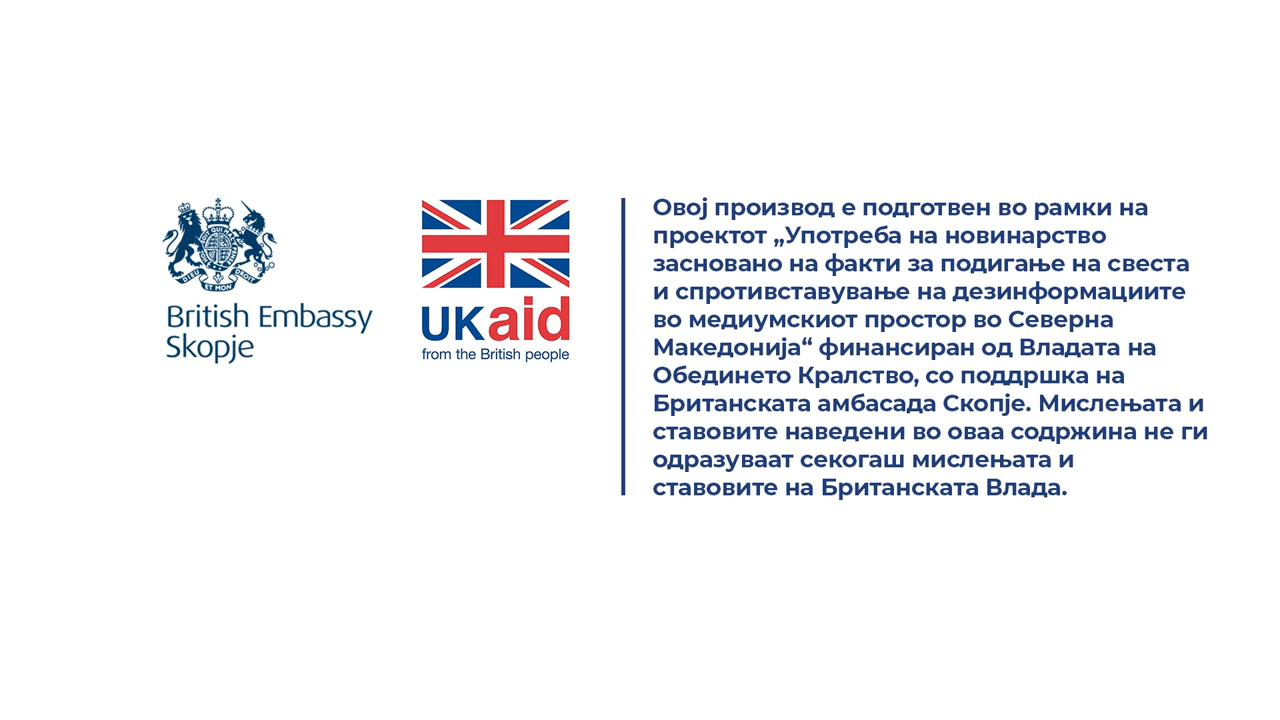 British Embassy
Skopje
UKaid
from the British people
Овој производ е подготвен во рамки на
проектот „Употреба на новинарство
засновано на факти за подигање на свеста
и спротивставување на дезинформациите
во медиумскиот простор во Северна
Македонија“ финансиран од Владата на
Обединето Кралство, со поддршка на
Британската амбасада Скопје. Мислењата и
ставовите наведени во оваа содржина не ги
одразуваат секогаш мислењата и
ставовите на Британската Влада.